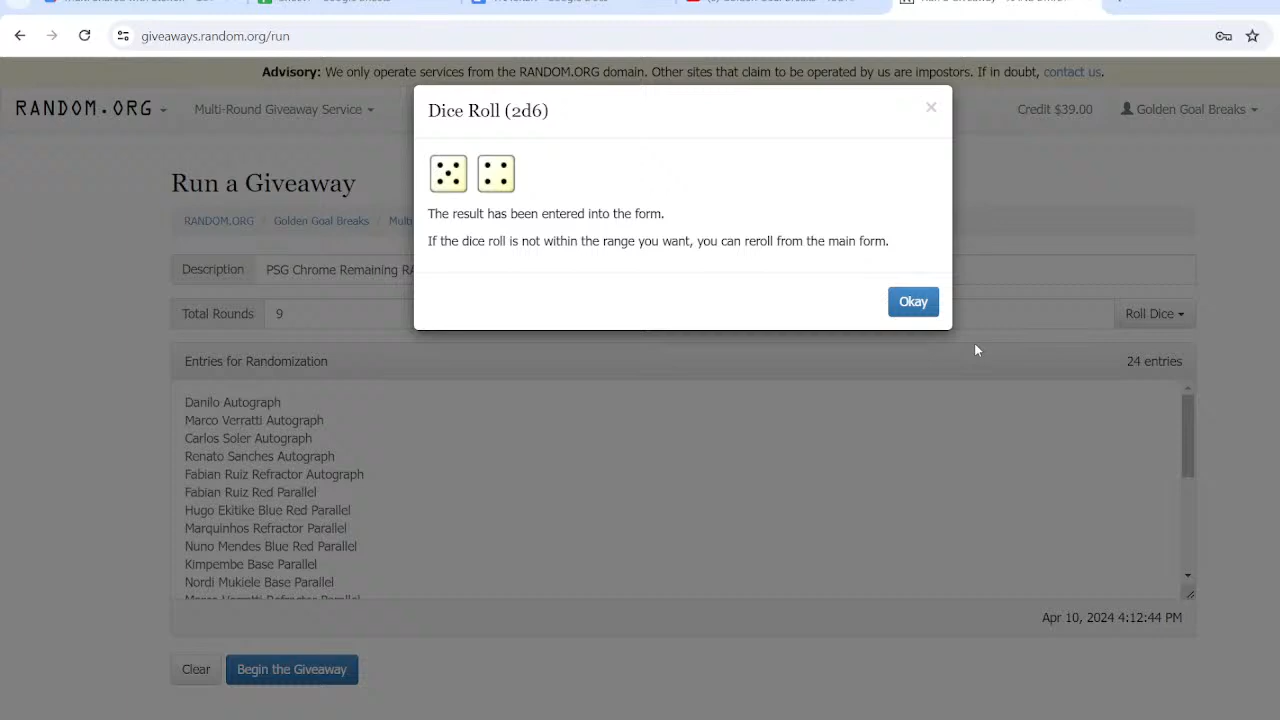 giveaways.random.org/run
Advisory: We only operate services from the RANDOM.ORG domain. Other sites that claim to be operated by us are impostors. If in doubt, contact us.
RANDOM.ORG
Multi-Round Giveaway Service
Credit $39.00
Golden Goal Breaks
Dice Roll (2d6)
×
The result has been entered into the form.
If the dice roll is not within the range you want, you can reroll from the main form.
Okay
Run a Giveaway
RANDOM.ORG / Golden Goal Breaks /
Description
PSG Chrome Remaining
Total Rounds
9
Roll Dice
Entries for Randomization
24 entries
Danilo Autograph
Marco Verratti Autograph
Carlos Soler Autograph
Renato Sanches Autograph
Fabian Ruiz Refractor Autograph
Fabian Ruiz Red Parallel
Hugo Ekitike Blue Red Parallel
Marquinhos Refractor Parallel
Nuno Mendes Blue Red Parallel
Kimpembe Base Parallel
Nordi Mukiele Base Parallel
Marco Verratti Refractor Parallel
Apr 10, 2024 4:12:44 PM
Clear
Begin the Giveaway